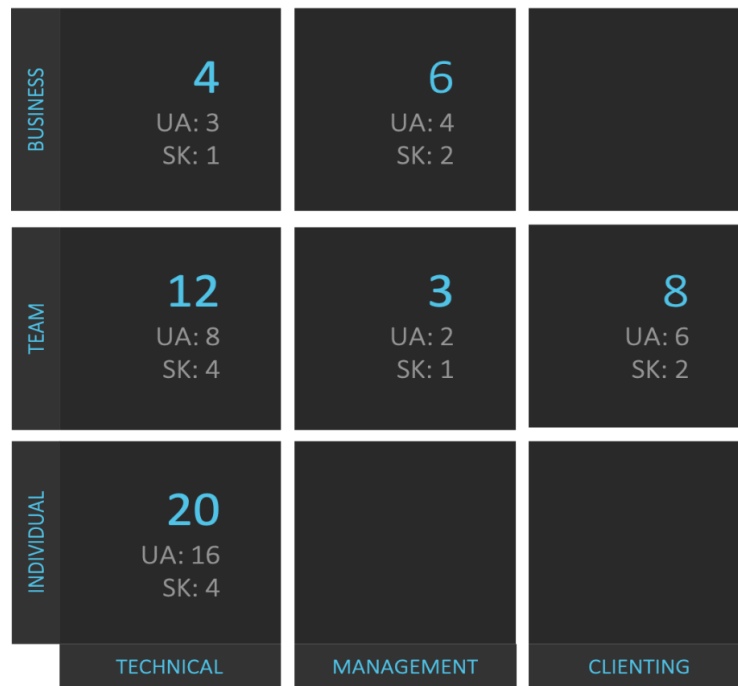 BUSINESS
4
UA: 3
SK: 1
6
UA: 4
SK: 2
TEAM
12
UA: 8
SK: 4
3
UA: 2
SK: 1
8
UA: 6
SK: 2
INDIVIDUAL
20
UA: 16
SK: 4
TECHNICAL
MANAGEMENT
CLIENTING